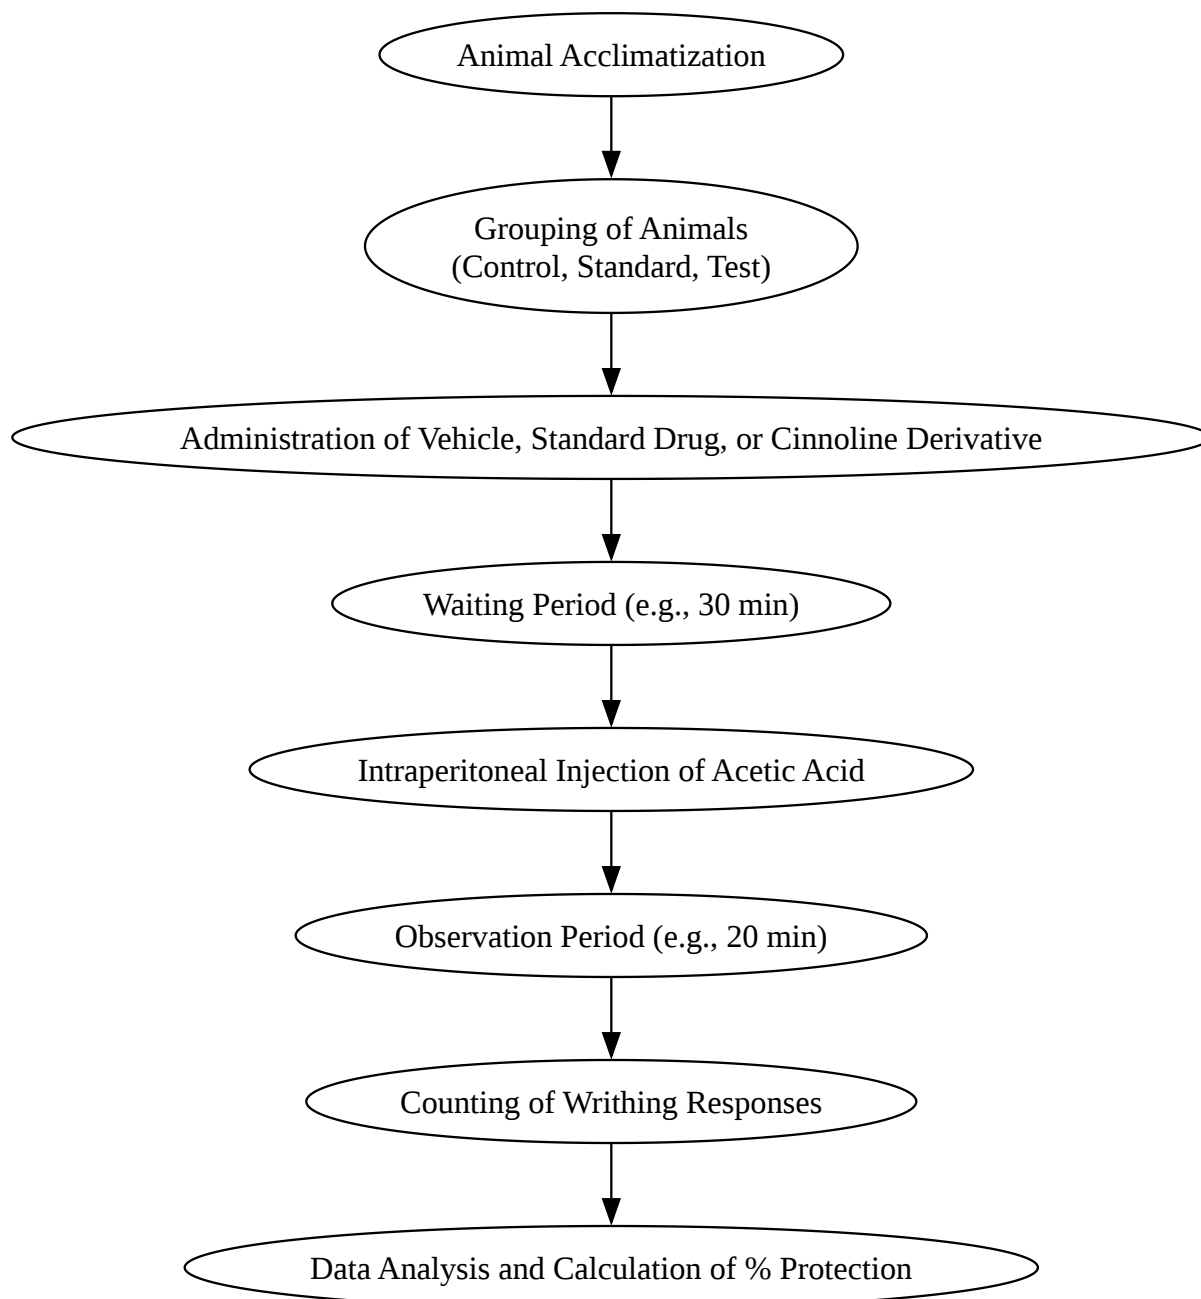 Animal Acclimatization
Grouping of Animals
(Control, Standard, Test)
Administration of Vehicle, Standard Drug, or Cinnoline Derivative
Waiting Period (e.g., 30 min)
Intraperitoneal Injection of Acetic Acid
Observation Period (e.g., 20 min)
Counting of Writhing Responses
Data Analysis and Calculation of % Protection